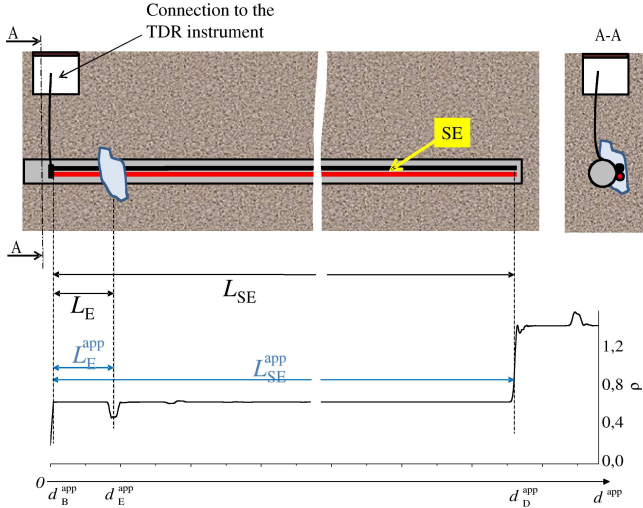 Connection to the
TDR instrument
A
A-A
SE
A
L_SE
L_E
L_E^app
L_SE^app
1,2
0,8
0,4
0,0
ρ
0
d_B^app
d_E^app
d_D^app
d^app